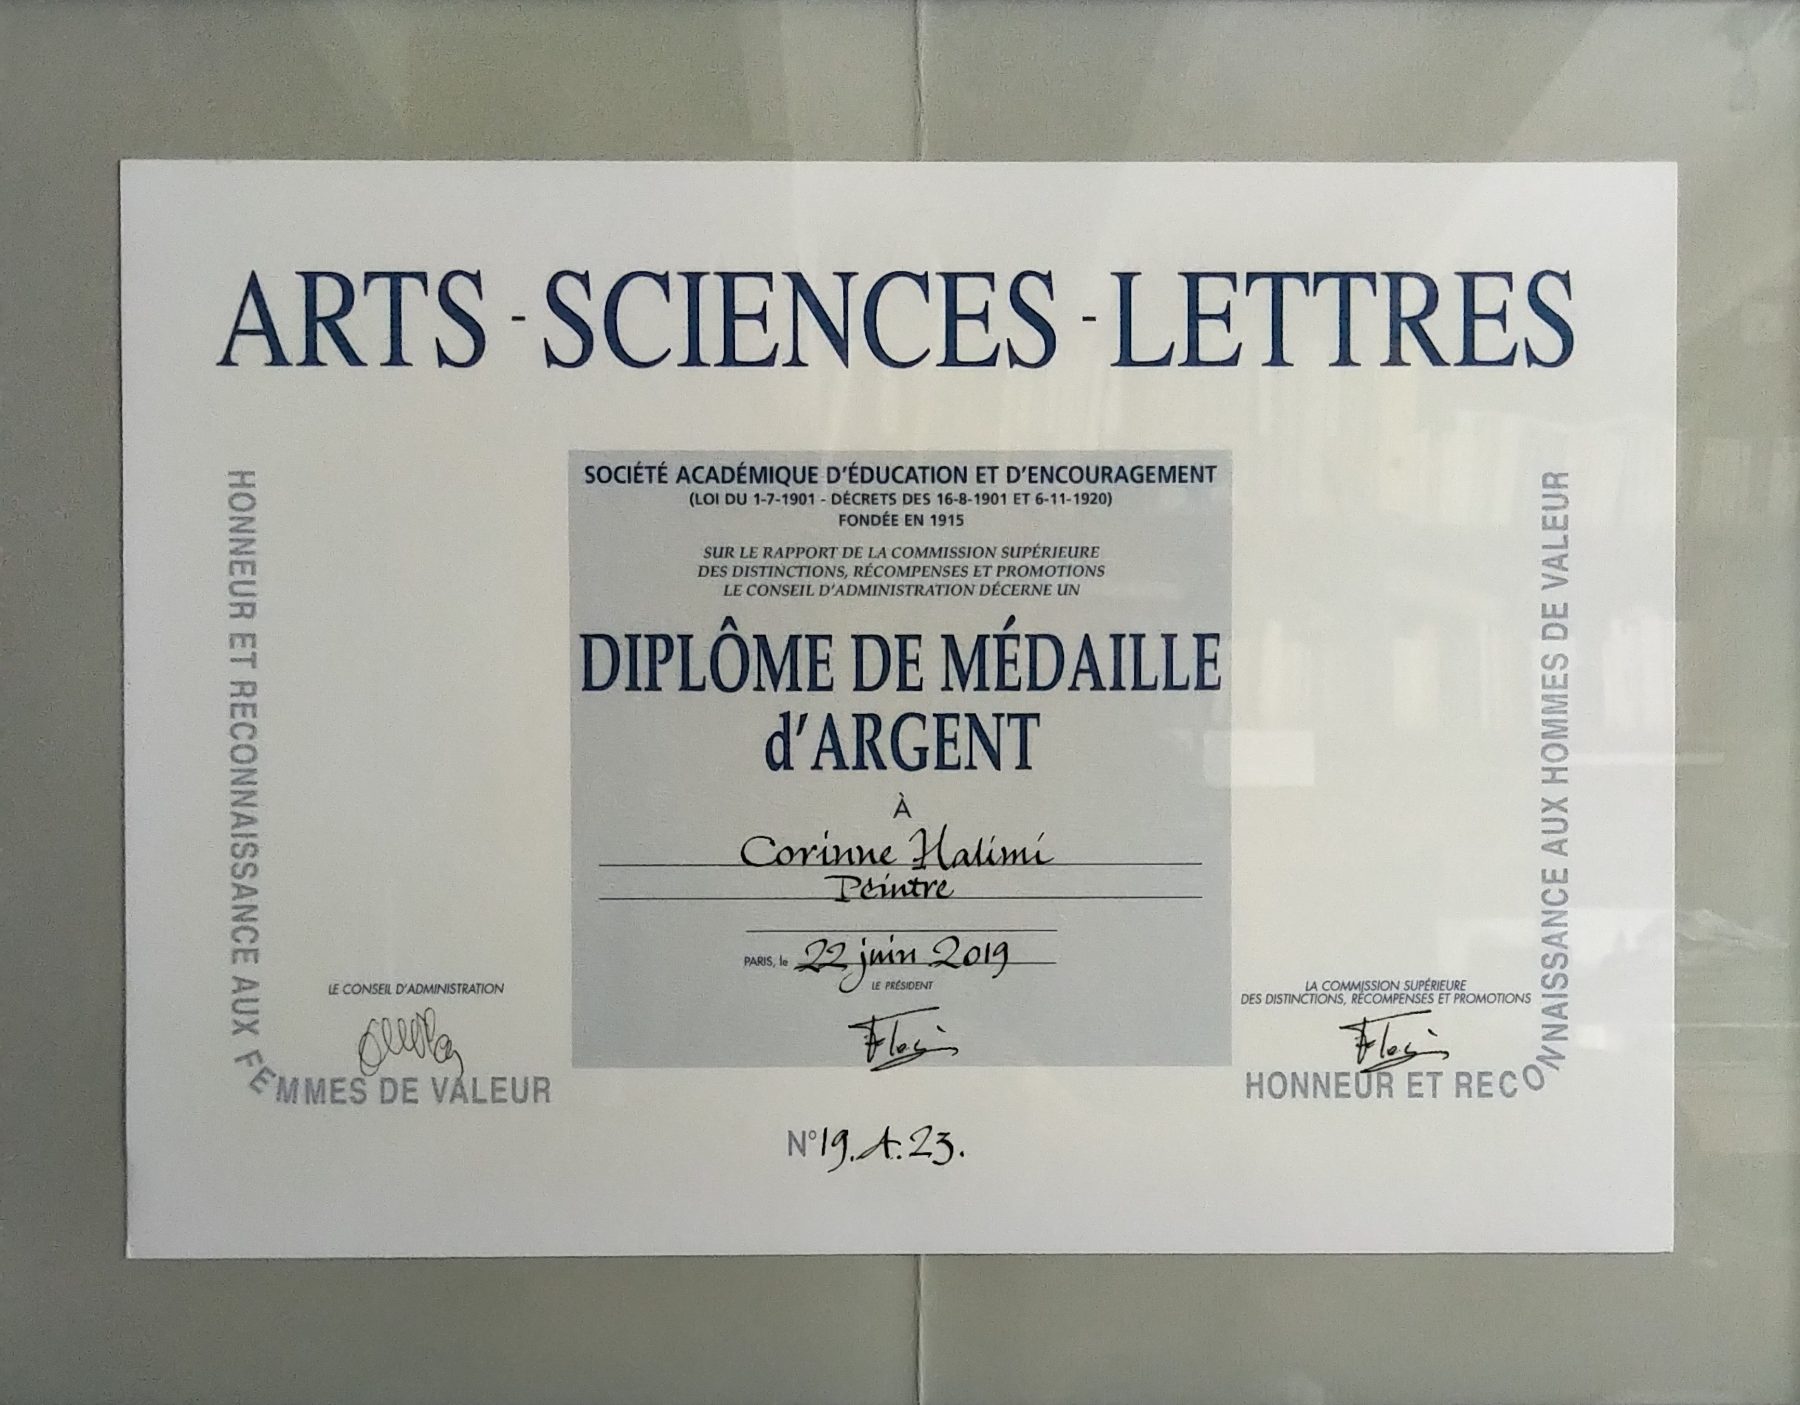 ARTS - SCIENCES - LETTRES
HONNEUR ET RECONNAISSANCE AUX FEMMES DE VALEUR
SOCIÉTÉ ACADÉMIQUE D'ÉDUCATION ET D'ENCOURAGEMENT
(LOI DU 1-7-1901 - DÉCRETS DES 16-8-1901 ET 6-11-1920)
FONDÉE EN 1915
SUR LE RAPPORT DE LA COMMISSION SUPÉRIEURE
DES DISTINCTIONS, RÉCOMPENSES ET PROMOTIONS
LE CONSEIL D'ADMINISTRATION DÉCERNE UN
DIPLÔME DE MÉDAILLE
d'ARGENT
À
Corinne Halimi
Peintre
PARIS, le 22 juin 2019
LE PRÉSIDENT
LE CONSEIL D'ADMINISTRATION
LA COMMISSION SUPÉRIEURE
DES DISTINCTIONS, RÉCOMPENSES ET PROMOTIONS
HONNEUR ET RECONNAISSANCE AUX HOMMES DE VALEUR
N° 19.A.23.